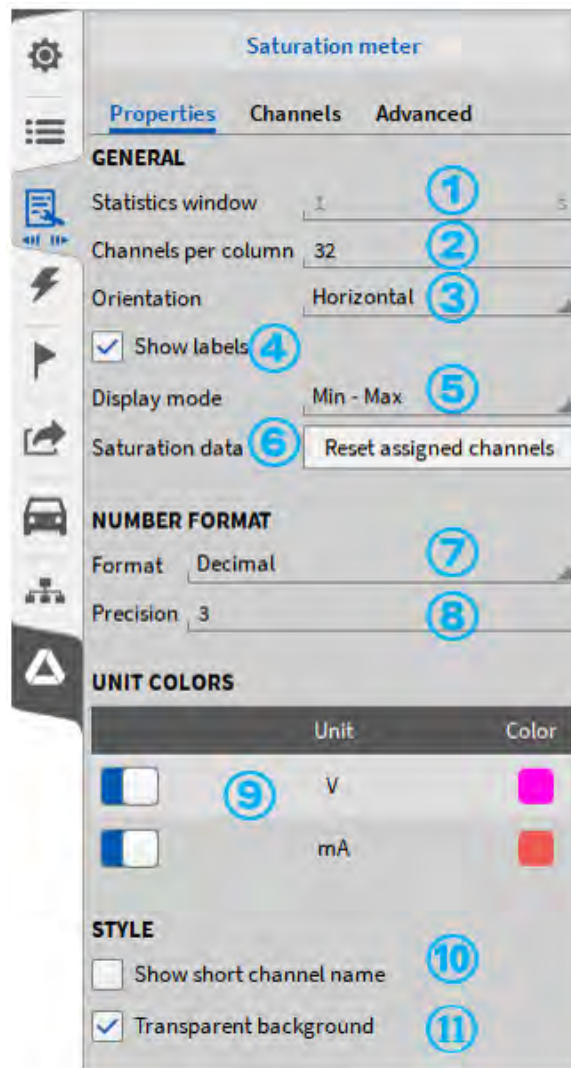 Saturation meter
Properties Channels Advanced
GENERAL
Statistics window 1 s ①
Channels per column 32 ②
Orientation Horizontal ③
Show labels ④
Display mode Min - Max ⑤
Saturation data ⑥ Reset assigned channels
NUMBER FORMAT
Format Decimal ⑦
Precision 3 ⑧
UNIT COLORS
Unit Color
⑨ V
mA
STYLE
Show short channel name ⑩
Transparent background ⑪